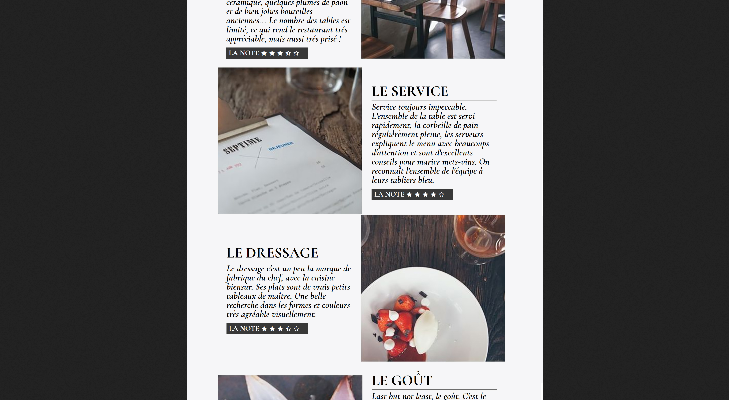 céramique, quelques plumes de paon
et de bien jolies bouteilles
anciennes... Le nombre des tables est
limité, ce qui rend le restaurant très
appréciable, mais aussi très prisé !
LA NOTE ★★★☆☆
LE SERVICE
Service toujours impeccable.
L'ensemble de la table est servi
rapidement, la corbeille de pain
régulièrement pleine, les serveurs
expliquent le menu avec beaucoups
d'attention et sont d'excellents
conseils pour marier mets-vins. On
reconnaît l'ensemble de l'équipe à
leurs tabliers bleu.
LA NOTE ★★★★☆
SEPTIME
LE DRESSAGE
Le dressage c'est un peu la marque de
fabrique du chef, avec la cuisine
biensur. Ses plats sont de vrais petits
tableaux de maître. Une belle
recherche dans les formes et couleurs
très agréable visuellement.
LA NOTE ★★★☆☆
LE GOÛT
Last but not lease, le goût. C'est le